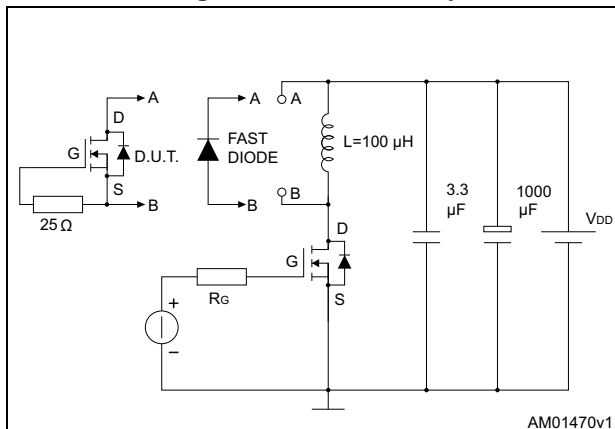 A
D
G
D.U.T.
S
B
25 Ω
A
FAST
DIODE
B
A
L=100 µH
B
D
G
S
RG
+
–
3.3
µF
1000
µF
VDD
AM01470v1